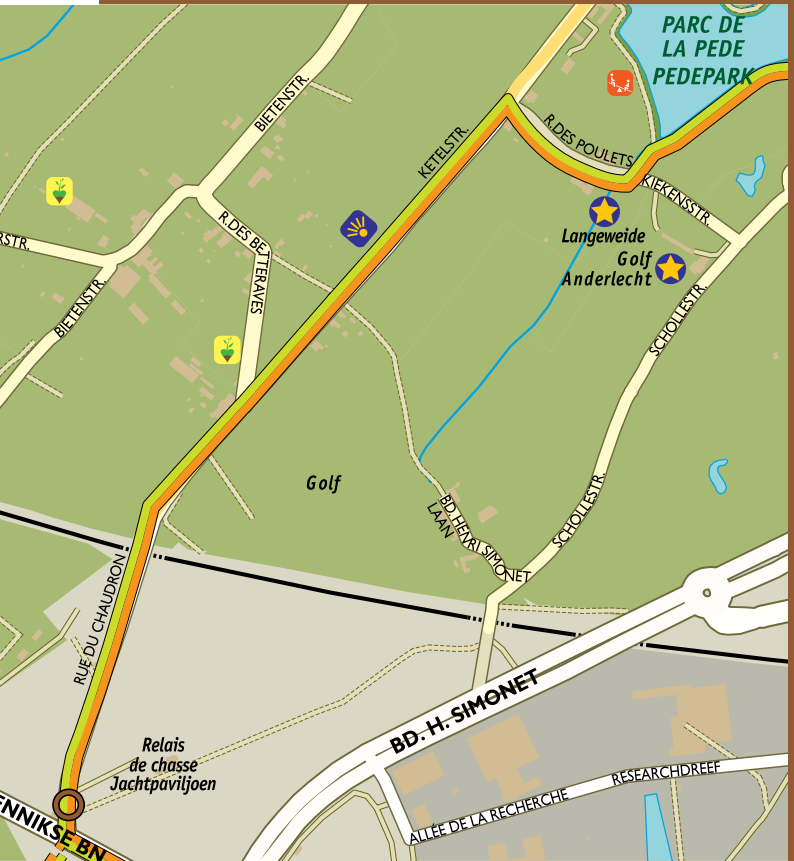 PARC DE
LA PEDE
PEDEPARK
BIETENSTR.
KETELSTR.
R.DES POULETS
KIEKENSSTR.
R.DES BETTERAVES
RSTR.
Langeweide
Golf
Anderlecht
BIETENSTR.
SCHOLLESTR.
Golf
SCHOLLESTR.
BD. HENRI SIMONET
LAAN
RUE DU CHAUDRON
BD. H. SIMONET
Relais
de chasse
Jachtpaviljoen
RESEARCHDREEF
ALLÉE DE LA RECHERCHE
ENNIKSE BN